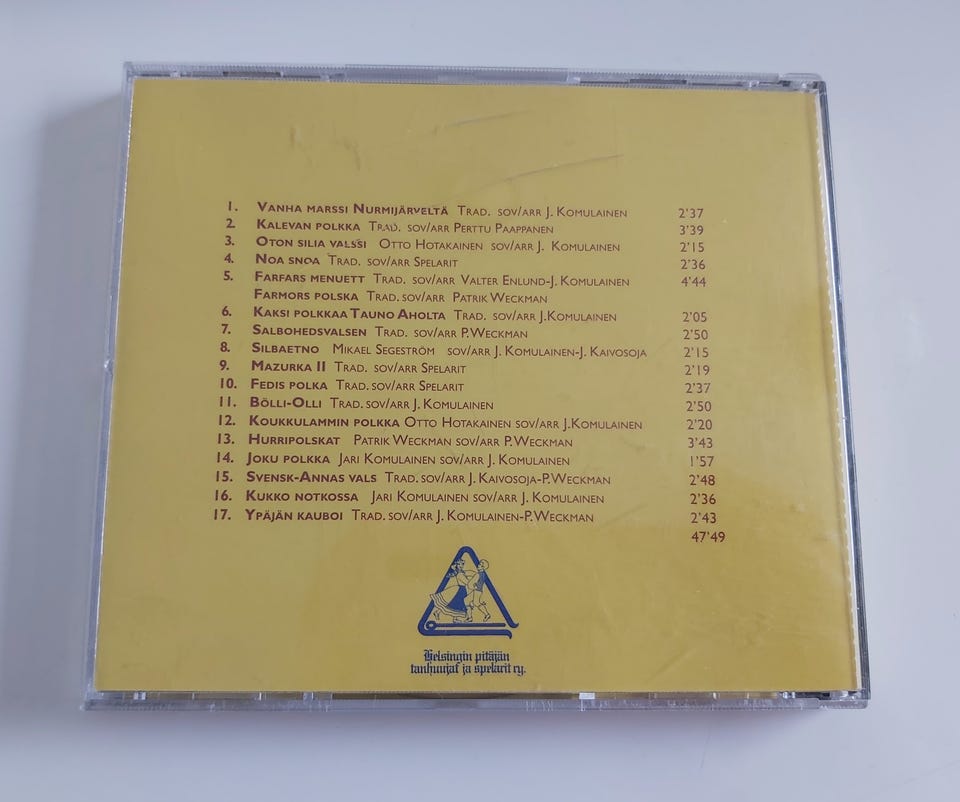 1. VANHA MARSSI NURMIJÄRVELTÄ TRAD. SOV/ARR J. KOMULAINEN 2'37
2. KALEVAN POLKKA TRAD. SOV/ARR PERTTU PAAPPANEN 3'39
3. OTON SILIA VALSSI OTTO HOTAKAINEN SOV/ARR J. KOMULAINEN 2'15
4. NOA SNOA TRAD. SOV/ARR SPELARIT 2'36
5. FARFARS MENUETT TRAD. SOV/ARR VALTER ENLUND-J. KOMULAINEN 4'44
FARMORS POLSKA TRAD. SOV/ARR PATRIK WECKMAN
6. KAKSI POLKKAA TAUNO AHOLTA TRAD. SOV/ARR J.KOMULAINEN 2'05
7. SALBOHEDSVALSEN TRAD. SOV/ARR P.WECKMAN 2'50
8. SILBAETNO MIKAEL SEGESTRÖM SOV/ARR J. KOMULAINEN-J. KAIVOSOJA 2'15
9. MAZURKA II TRAD. SOV/ARR SPELARIT 2'19
10. FEDIS POLKA TRAD. SOV/ARR SPELARIT 2'37
11. BÖLLI-OLLI TRAD. SOV/ARR J. KOMULAINEN 2'50
12. KOUKKULAMMIN POLKKA OTTO HOTAKAINEN SOV/ARR J.KOMULAINEN 2'20
13. HURRIPOLSKAT PATRIK WECKMAN SOV/ARR P.WECKMAN 3'43
14. JOKU POLKKA JARI KOMULAINEN SOV/ARR J. KOMULAINEN 1'57
15. SVENSK-ANNAS VALS TRAD. SOV/ARR J. KAIVOSOJA-P.WECKMAN 2'48
16. KUKKO NOTKOSSA JARI KOMULAINEN SOV/ARR J. KOMULAINEN 2'36
17. YPÄJÄN KAUBOI TRAD. SOV/ARR J. KOMULAINEN-P.WECKMAN 2'43
47'49
Helsingin pitäjän
tanhuujat ja spelarit ry.